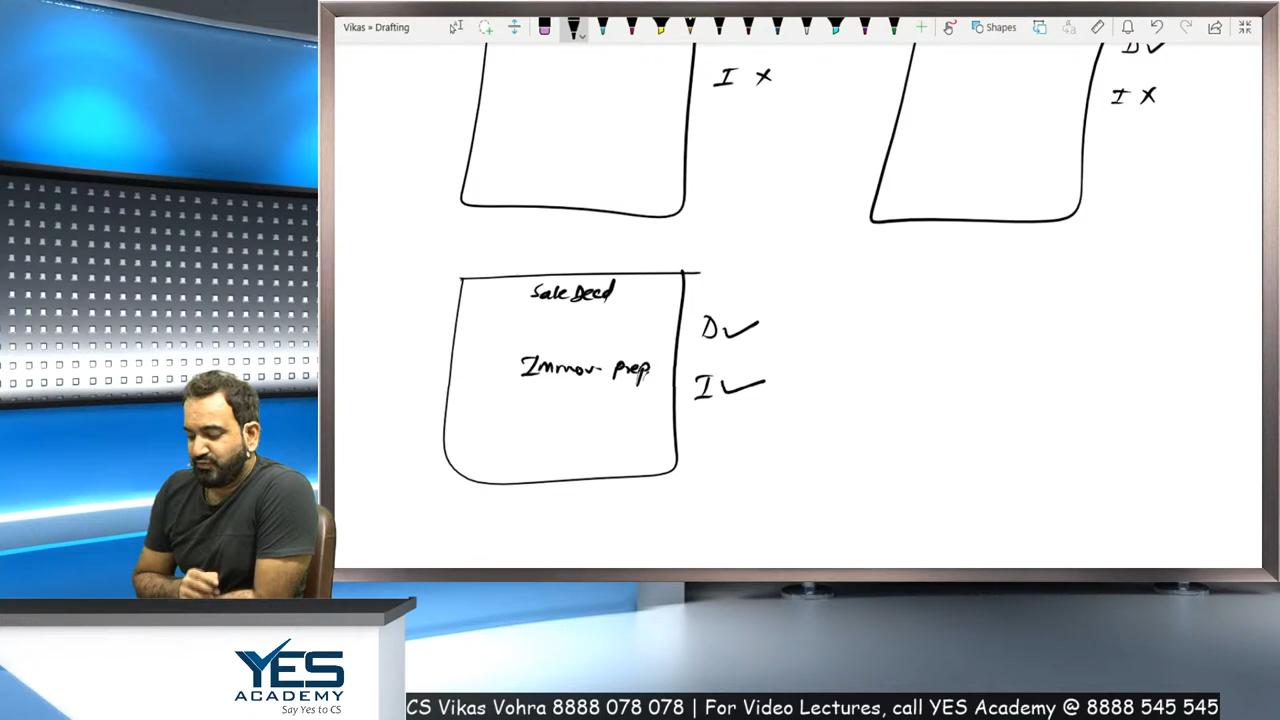 Vikas » Drafting
Shapes
D✓
I ×
I ×
Sale Deed
D✓
Immov- prep.
I✓
YES
ACADEMY
Say Yes to CS
CS Vikas Vohra 8888 078 078 | For Video Lectures, call YES Academy @ 8888 545 545